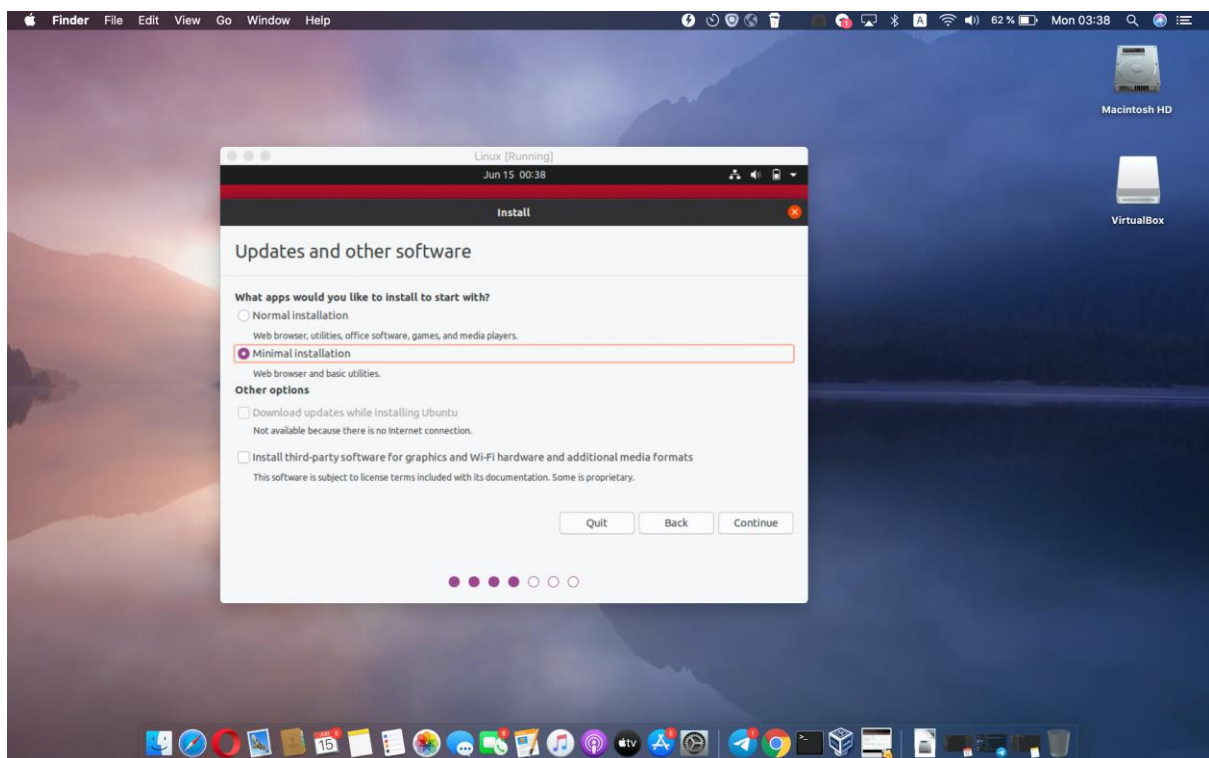 Finder File Edit View Go Window Help A 62 % Mon 03:38
Macintosh HD
VirtualBox
Linux [Running]
Jun 15 00:38
Install
Updates and other software
What apps would you like to install to start with?
Normal installation
Web browser, utilities, office software, games, and media players.
Minimal installation
Web browser and basic utilities.
Other options
Download updates while installing Ubuntu
Not available because there is no Internet connection.
Install third-party software for graphics and Wi-Fi hardware and additional media formats
This software is subject to license terms included with its documentation. Some is proprietary.
Quit Back Continue
JUN
15
tv